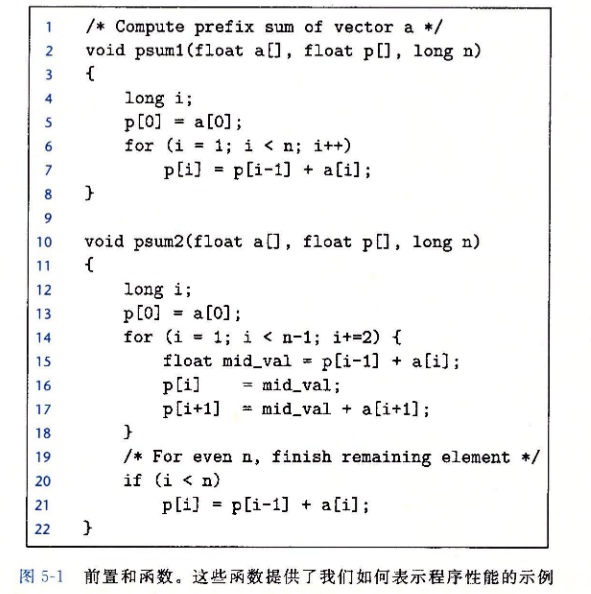 1 /* Compute prefix sum of vector a */
2 void psum1(float a[], float p[], long n)
3 {
4     long i;
5     p[0] = a[0];
6     for (i = 1; i < n; i++)
7         p[i] = p[i-1] + a[i];
8 }
9
10 void psum2(float a[], float p[], long n)
11 {
12     long i;
13     p[0] = a[0];
14     for (i = 1; i < n-1; i+=2) {
15         float mid_val = p[i-1] + a[i];
16         p[i]    = mid_val;
17         p[i+1]  = mid_val + a[i+1];
18     }
19     /* For even n, finish remaining element */
20     if (i < n)
21         p[i] = p[i-1] + a[i];
22 }
图 5-1 前置和函数。这些函数提供了我们如何表示程序性能的示例